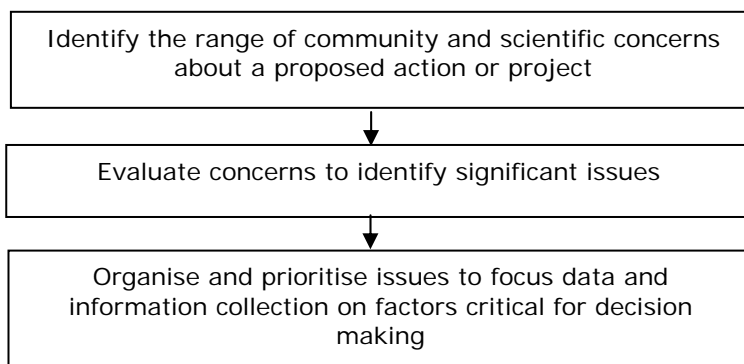 Identify the range of community and scientific concerns
about a proposed action or project
Evaluate concerns to identify significant issues
Organise and prioritise issues to focus data and
information collection on factors critical for decision
making